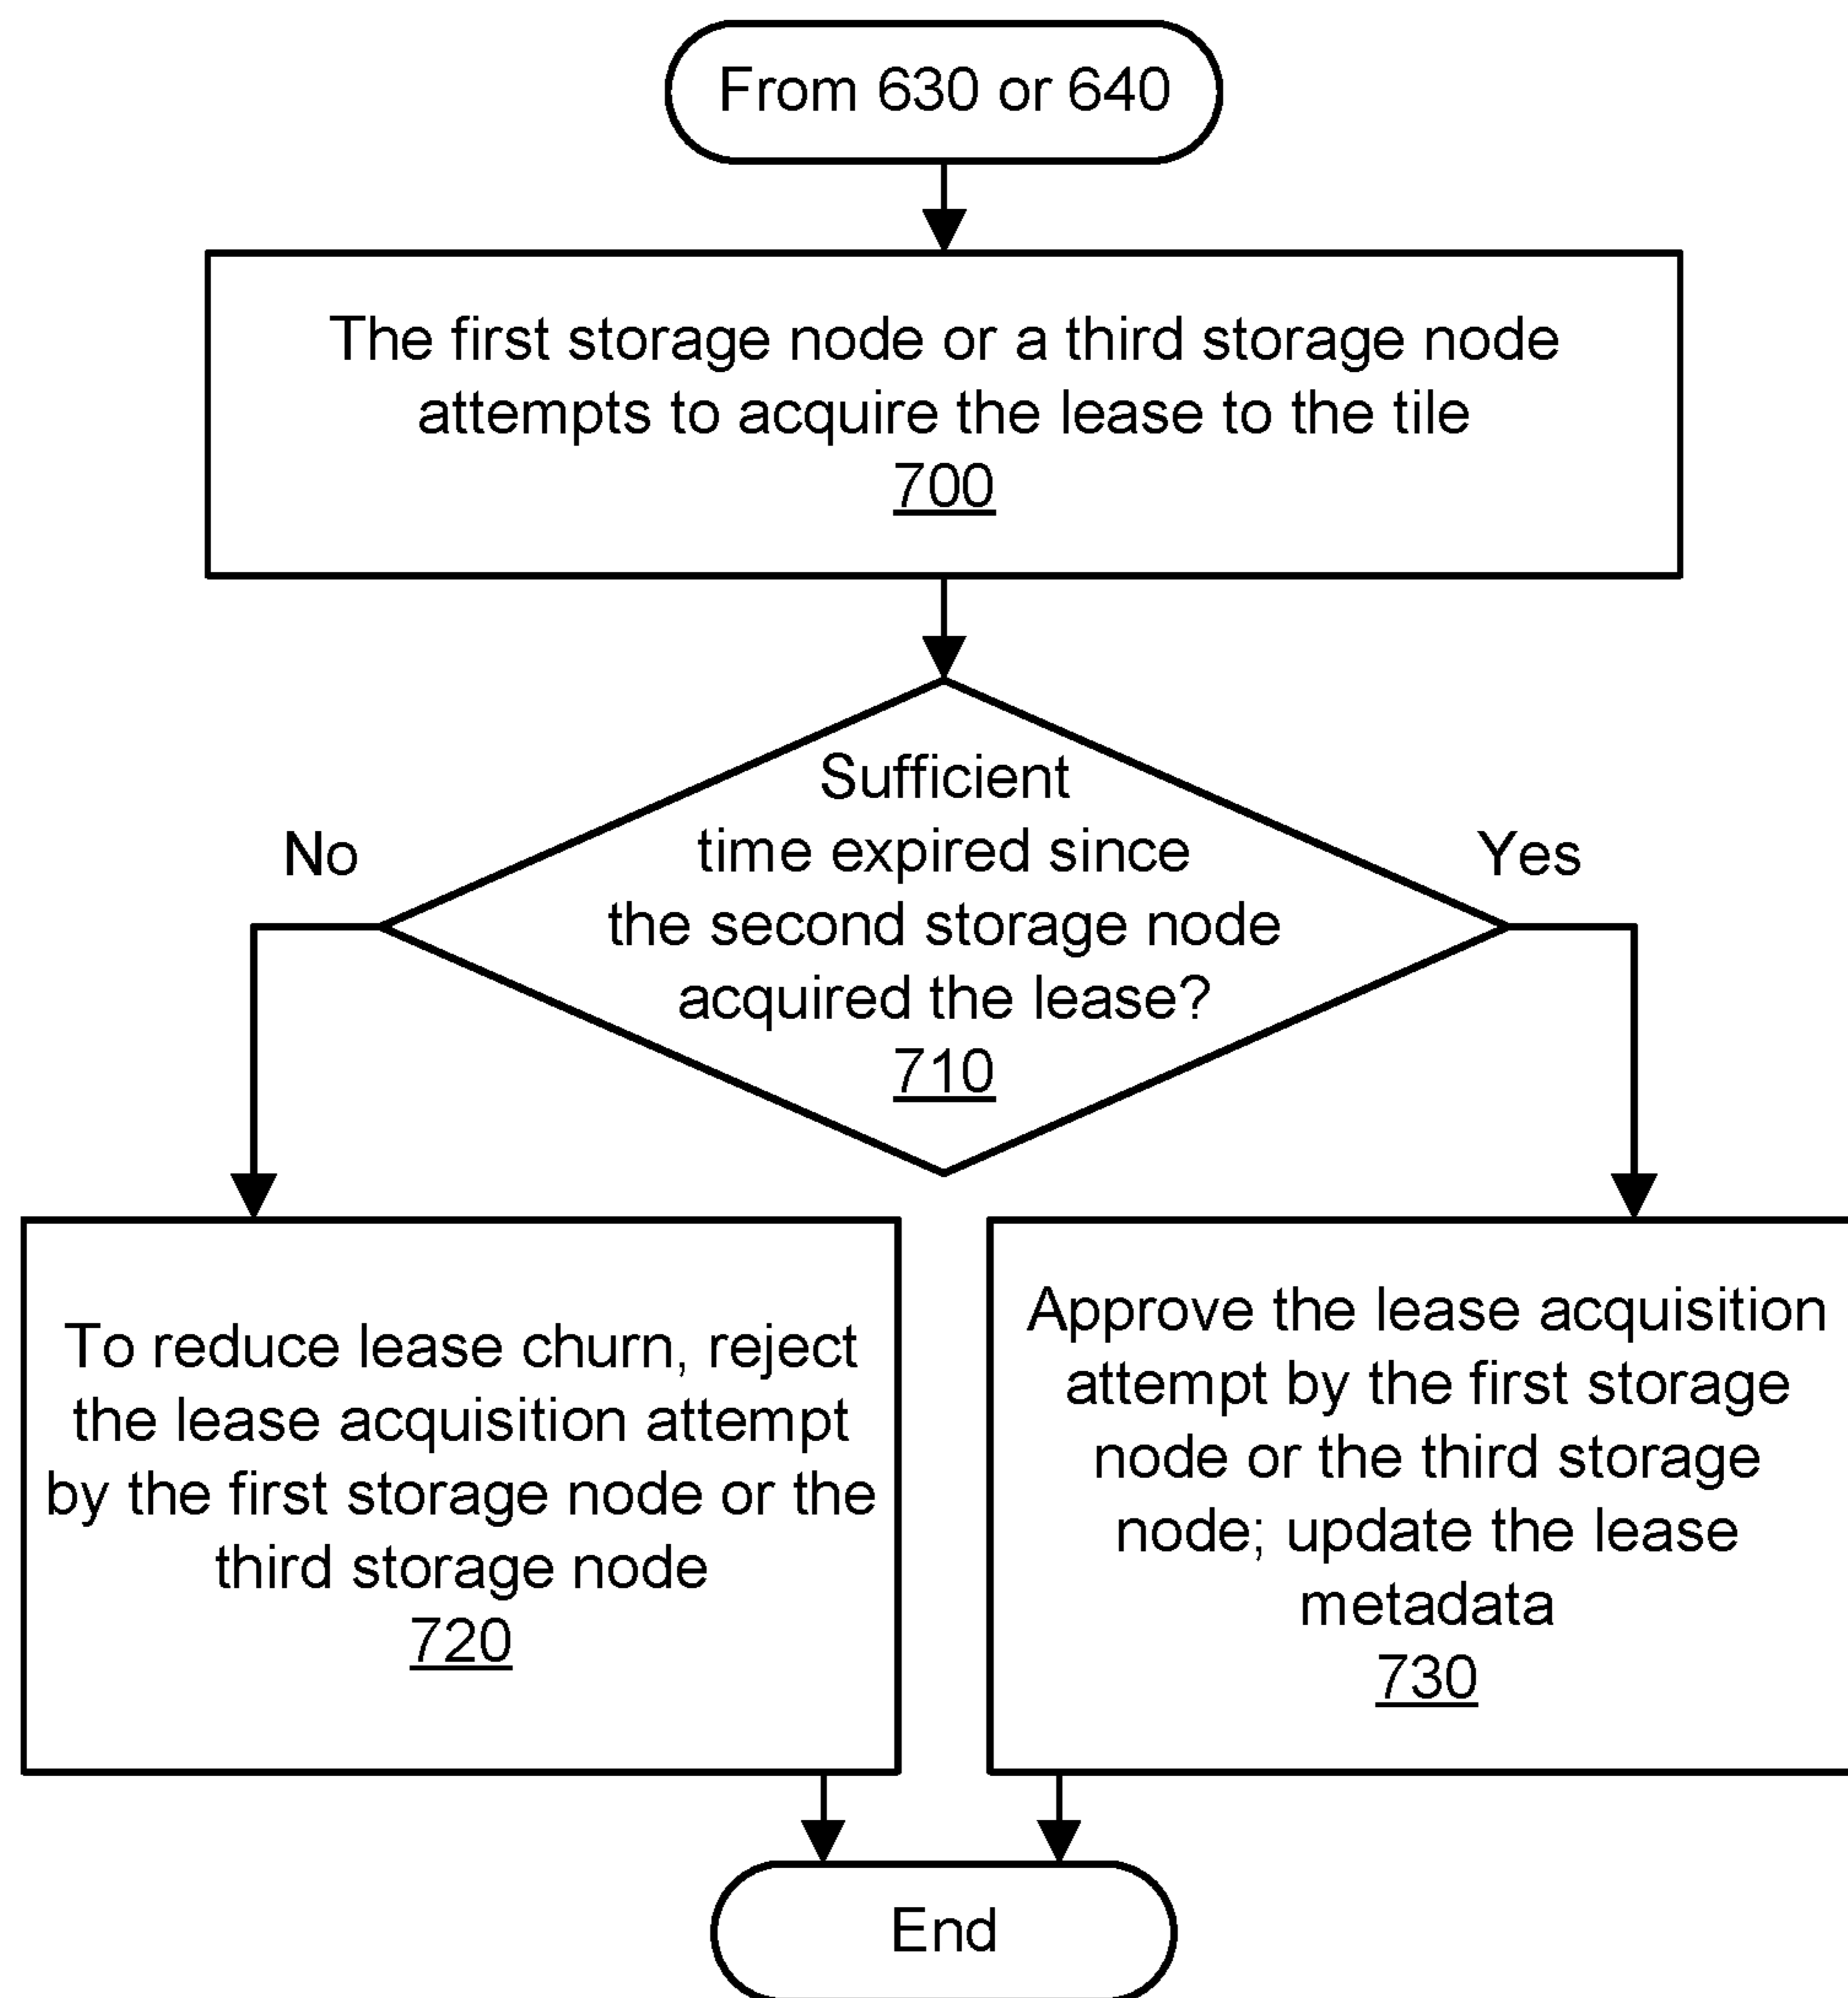 From 630 or 640
The first storage node or a third storage node
attempts to acquire the lease to the tile
700
Sufficient
time expired since
the second storage node
acquired the lease?
710
No
Yes
To reduce lease churn, reject
the lease acquisition attempt
by the first storage node or the
third storage node
720
Approve the lease acquisition
attempt by the first storage
node or the third storage
node; update the lease
metadata
730
End